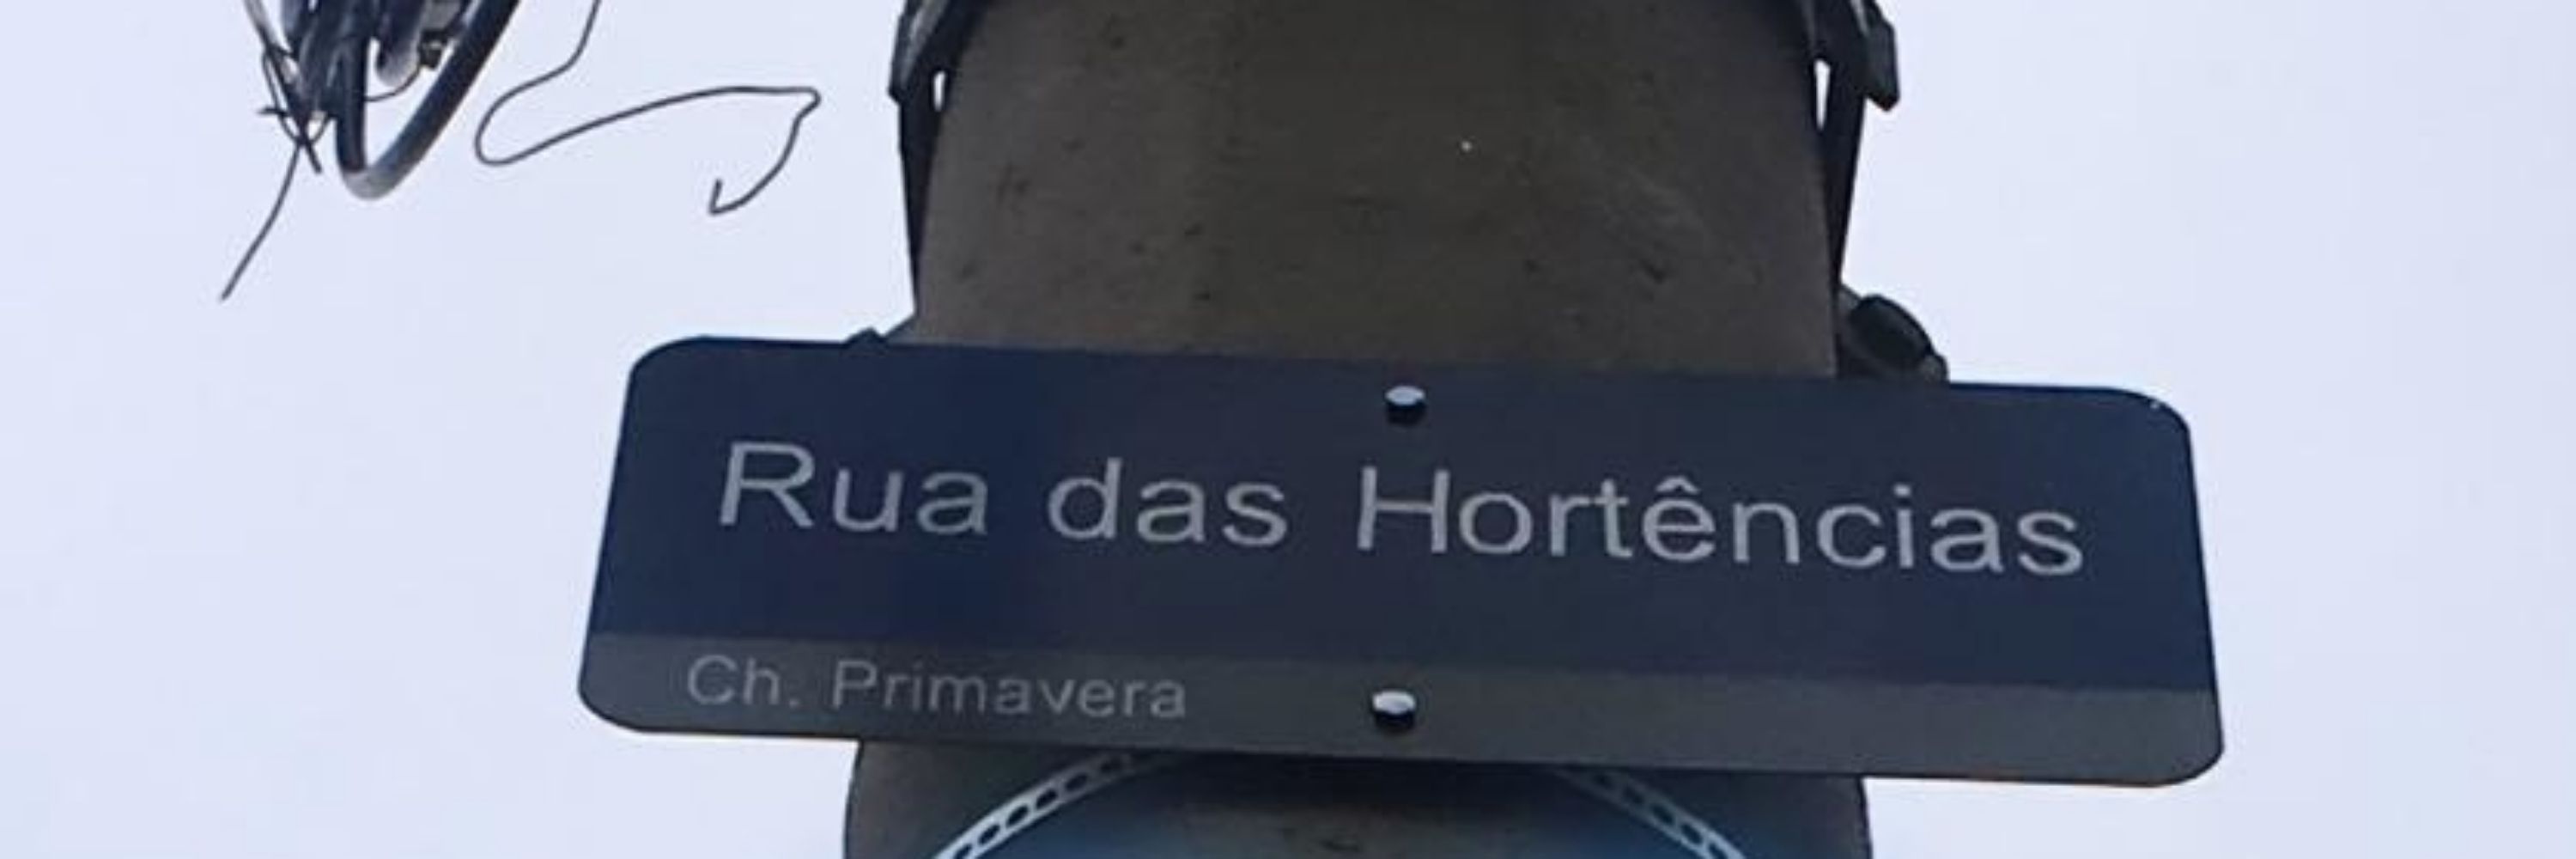 Rua das Hortências
Ch. Primavera